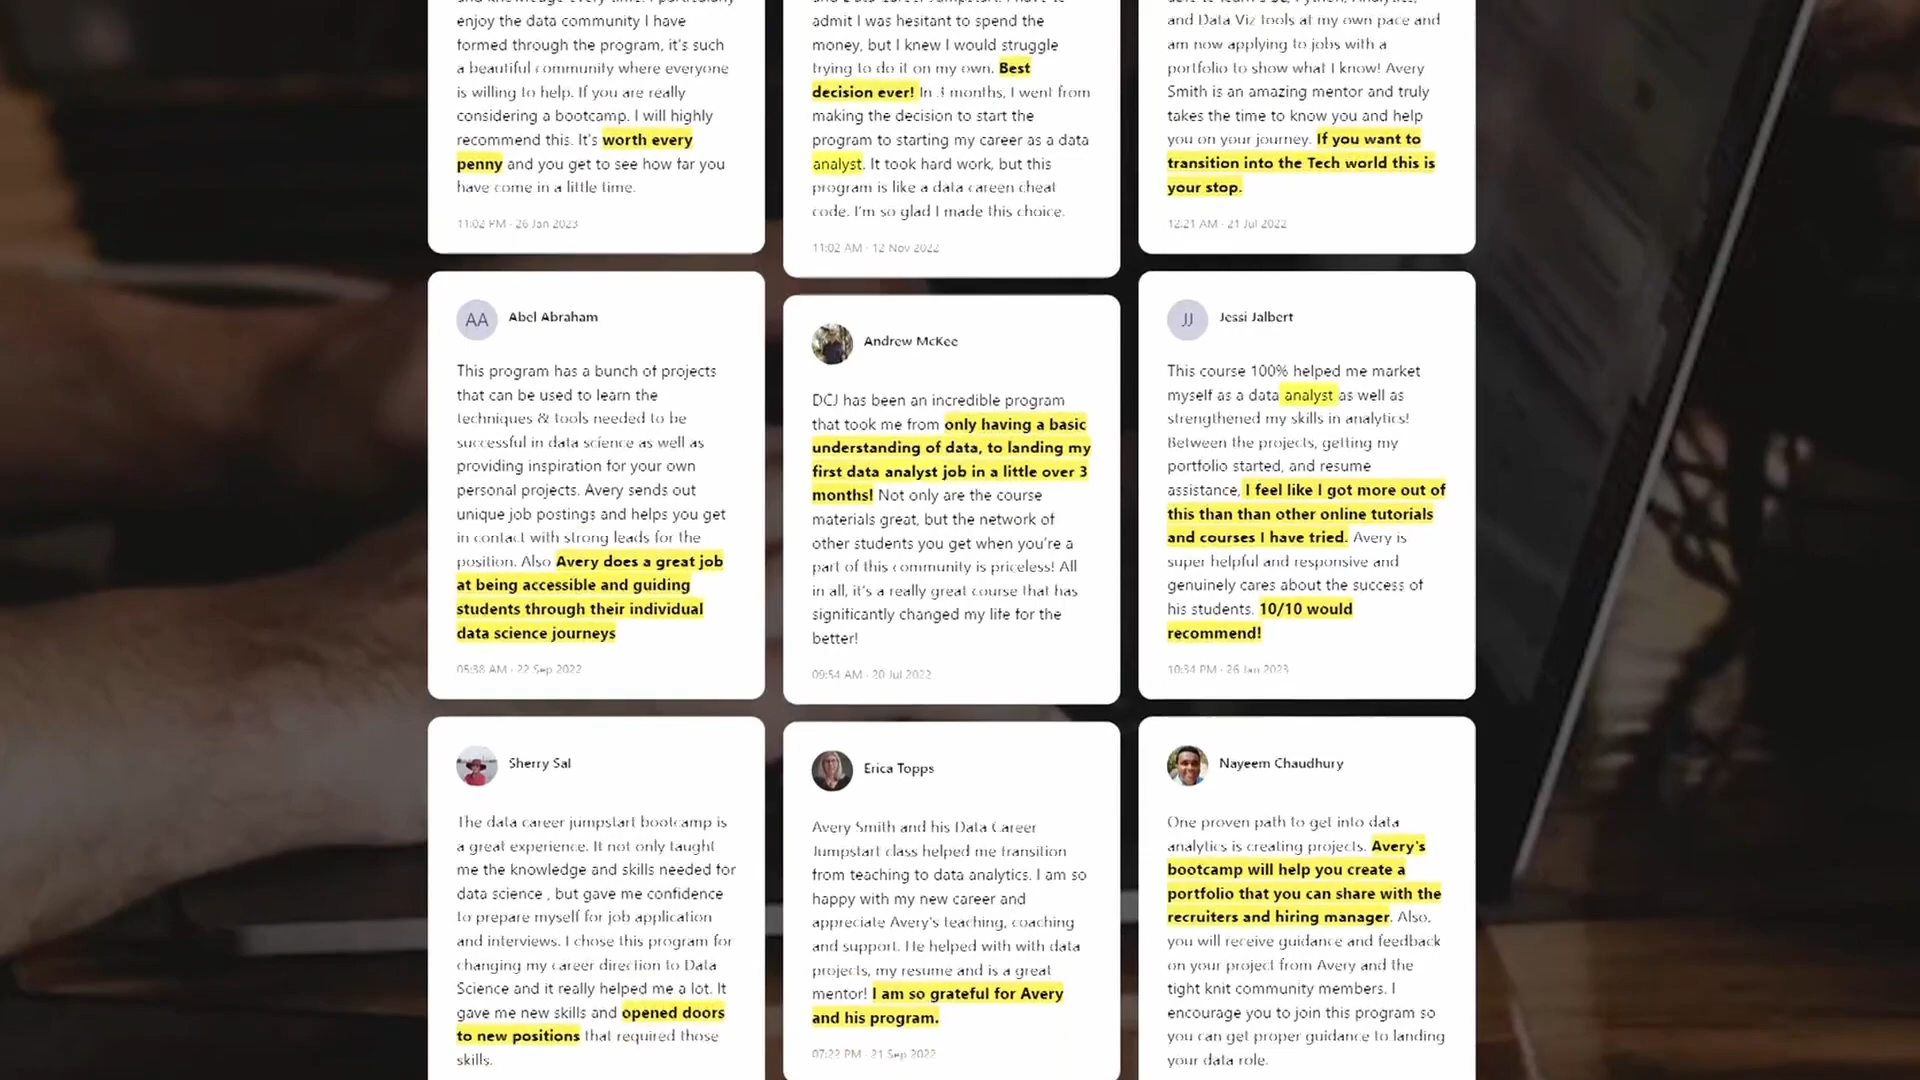 enjoy the data community I have
formed through the program, it's such
a beautiful community where everyone
is willing to help. If you are really
considering a bootcamp. I will highly
recommend this. It's worth every
penny and you get to see how far you
have come in a little time.
11:02 PM · 26 Jan 2023
Abel Abraham
AA
This program has a bunch of projects
that can be used to learn the
techniques & tools needed to be
successful in data science as well as
providing inspiration for your own
personal projects. Avery sends out
unique job postings and helps you get
in contact with strong leads for the
position. Also Avery does a great job
at being accessible and guiding
students through their individual
data science journeys
05:38 AM · 22 Sep 2022
Sherry Sal
The data career jumpstart bootcamp is
a great experience. It not only taught
me the knowledge and skills needed for
data science , but gave me confidence
to prepare myself for job application
and interviews. I chose this program for
changing my career direction to Data
Science and it really helped me a lot. It
gave me new skills and opened doors
to new positions that required those
skills.
admit I was hesitant to spend the
money, but I knew I would struggle
trying to do it on my own. Best
decision ever! In 3 months, I went from
making the decision to start the
program to starting my career as a data
analyst. It took hard work, but this
program is like a data careen cheat
code. I'm so glad I made this choice.
11:02 AM · 12 Nov 2022
Andrew McKee
DCJ has been an incredible program
that took me from only having a basic
understanding of data, to landing my
first data analyst job in a little over 3
months! Not only are the course
materials great, but the network of
other students you get when you're a
part of this community is priceless! All
in all, it's a really great course that has
significantly changed my life for the
better!
09:54 AM · 20 Jul 2022
Erica Topps
Avery Smith and his Data Career
Jumpstart class helped me transition
from teaching to data analytics. I am so
happy with my new career and
appreciate Avery's teaching, coaching
and support. He helped with with data
projects, my resume and is a great
mentor! I am so grateful for Avery
and his program.
07:22 PM · 21 Sep 2022
and Data Viz tools at my own pace and
am now applying to jobs with a
portfolio to show what I know! Avery
Smith is an amazing mentor and truly
takes the time to know you and help
you on your journey. If you want to
transition into the Tech world this is
your stop.
12:21 AM · 21 Jul 2022
JJ
Jessi Jalbert
This course 100% helped me market
myself as a data analyst as well as
strengthened my skills in analytics!
Between the projects, getting my
portfolio started, and resume
assistance, I feel like I got more out of
this than than other online tutorials
and courses I have tried. Avery is
super helpful and responsive and
genuinely cares about the success of
his students. 10/10 would
recommend!
10:34 PM · 26 Jan 2023
Nayeem Chaudhury
One proven path to get into data
analytics is creating projects. Avery's
bootcamp will help you create a
portfolio that you can share with the
recruiters and hiring manager. Also,
you will receive guidance and feedback
on your project from Avery and the
tight knit community members. I
encourage you to join this program so
you can get proper guidance to landing
your data role.